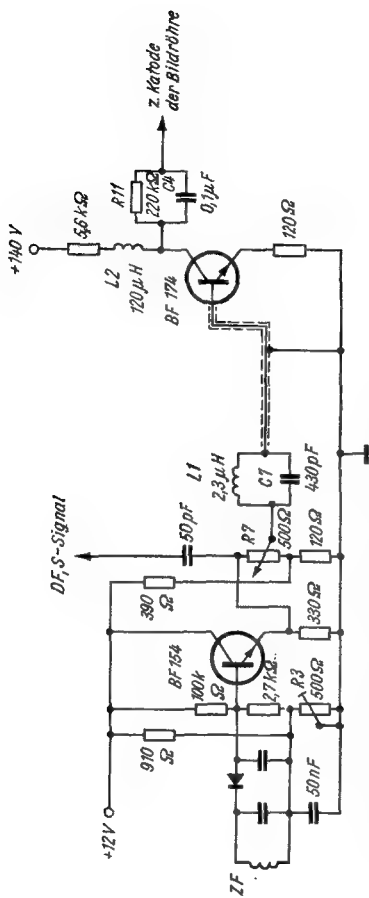 +140 V
5,6 kΩ
L2
120 µH
R11
220 kΩ
C4
0,1 µF
z. Katode
der Bildröhre
BF 174
120 Ω
DF, S-Signal
50 pF
L1
2,3 µH
C1
430 pF
R7
500 Ω
120 Ω
390
Ω
330 Ω
BF 154
100 k
Ω
2,7 kΩ
R3
500 Ω
910
Ω
+12 V
50 nF
ZF